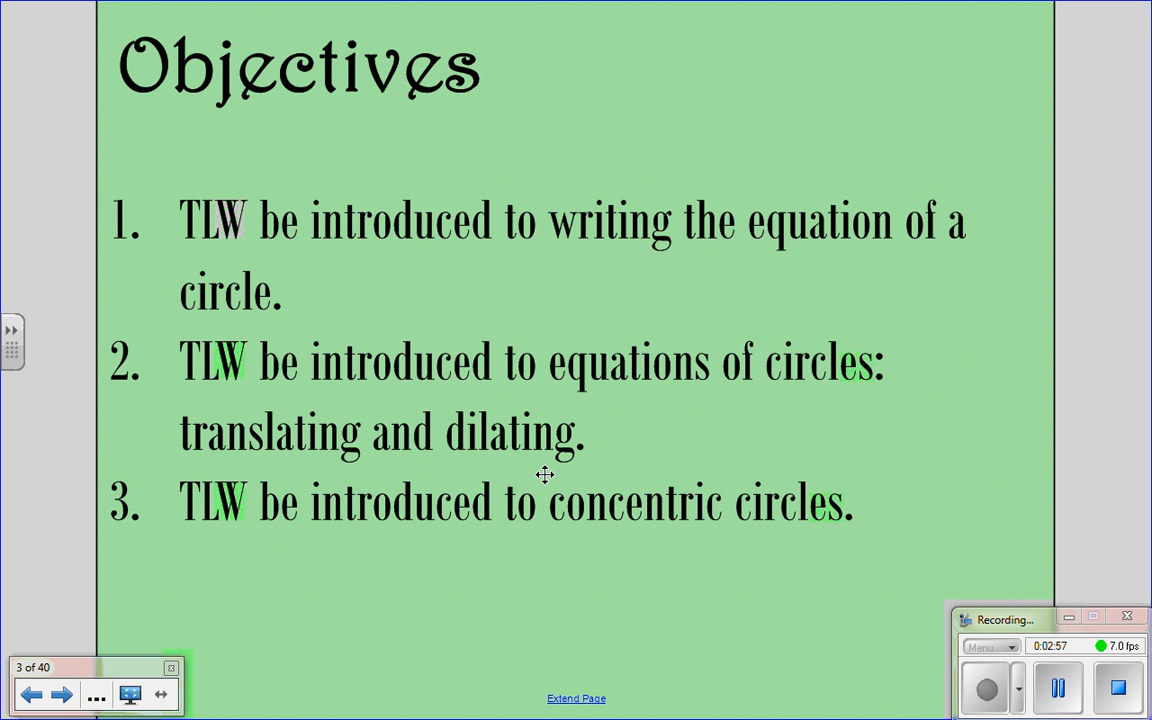 Objectives
1. TLW be introduced to writing the equation of a
circle.
2. TLW be introduced to equations of circles:
translating and dilating.
3. TLW be introduced to concentric circles.
Recording...
Menu
0:02:57
7.0 fps
3 of 40
...
Extend Page